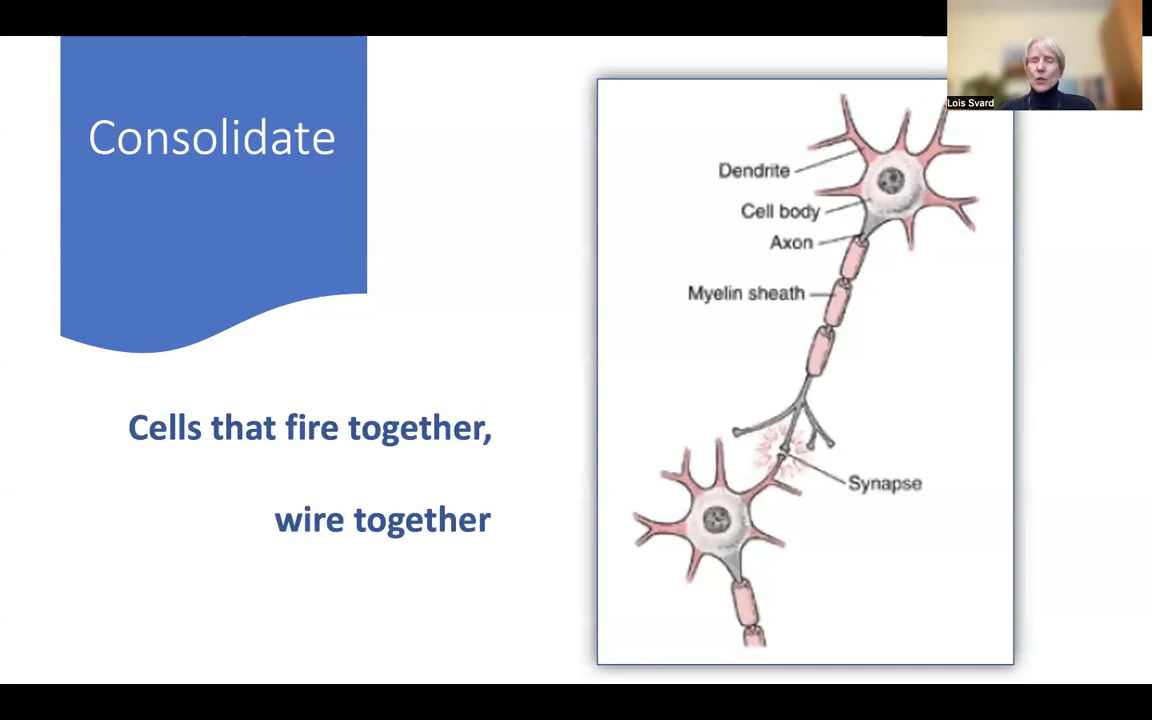 Consolidate
Cells that fire together,
wire together
Dendrite
Cell body
Axon
Myelin sheath
Synapse
Lois Svard